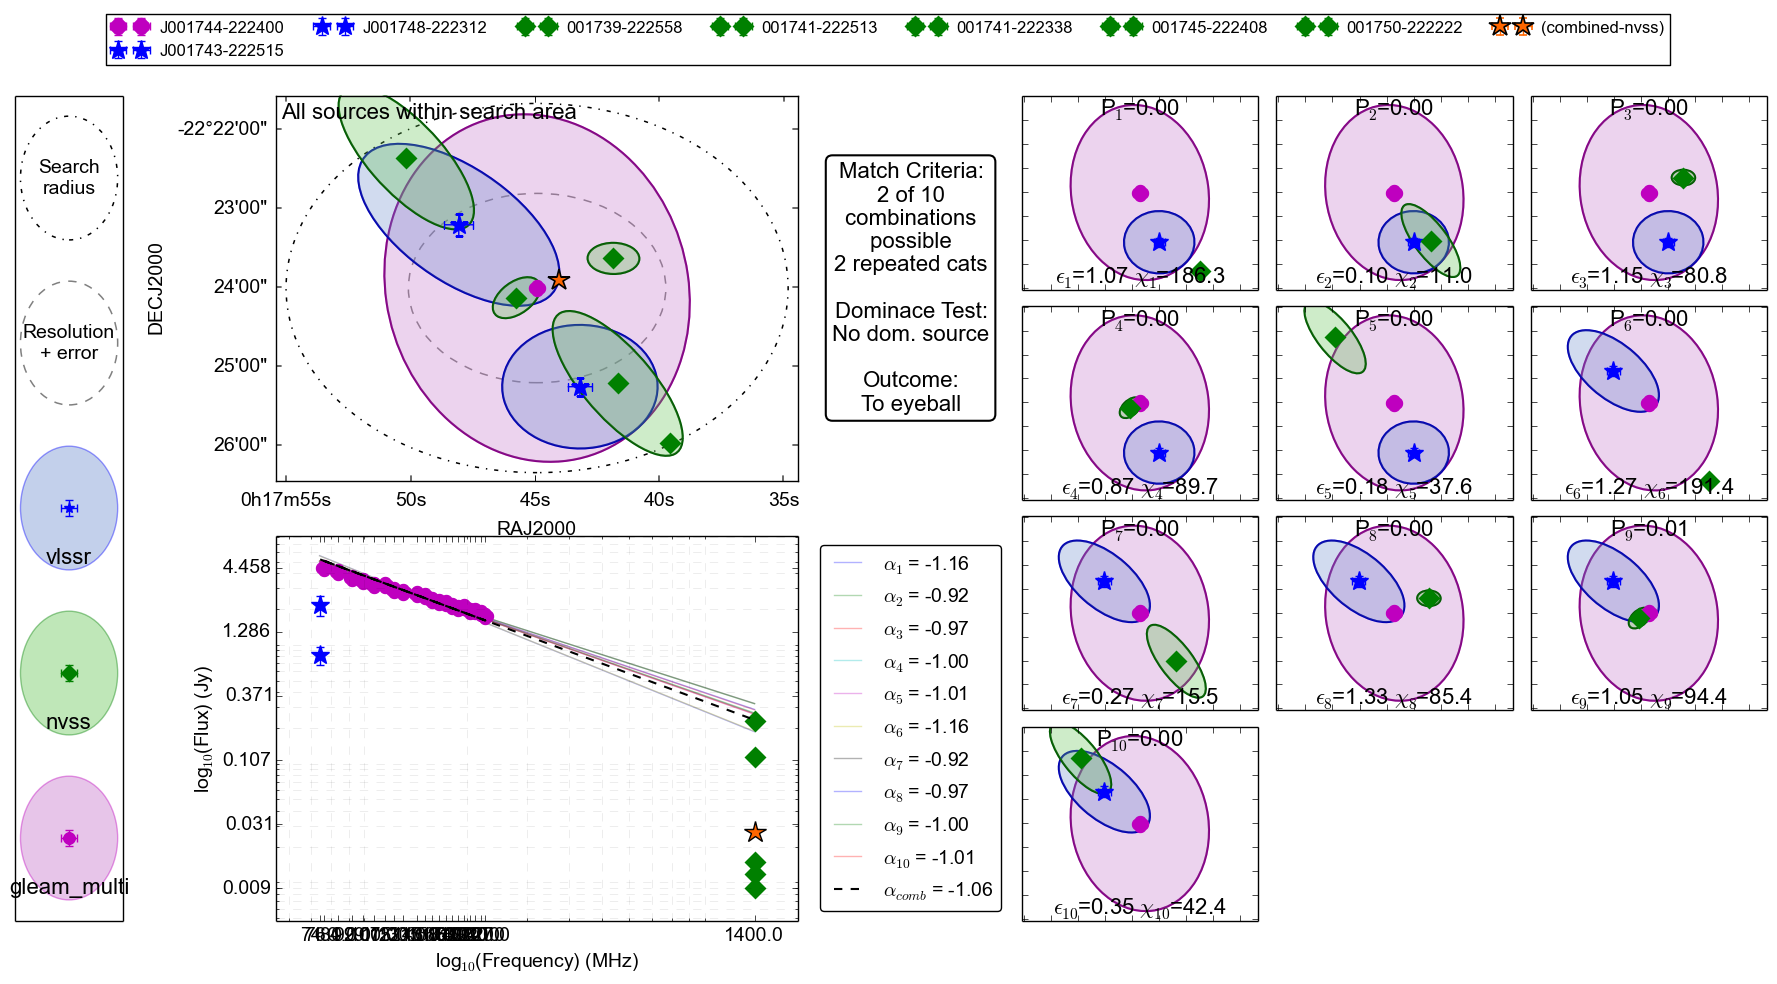 J001744-222400
J001748-222312
001739-222558
001741-222513
001741-222338
001745-222408
001750-222222
(combined-nvss)
J001743-222515
Search
radius
Resolution
+ error
vlssr
nvss
gleam_multi
All sources within search area
-22°22'00"
23'00"
24'00"
25'00"
26'00"
DECJ2000
0h17m55s
50s
45s
40s
35s
RAJ2000
Match Criteria:
2 of 10
combinations
possible
2 repeated cats
Dominace Test:
No dom. source
Outcome:
To eyeball
4.458
1.286
0.371
0.107
0.031
0.009
log₁₀(Flux) (Jy)
1400.0
log₁₀(Frequency) (MHz)
α₁ = -1.16
α₂ = -0.92
α₃ = -0.97
α₄ = -1.00
α₅ = -1.01
α₆ = -1.16
α₇ = -0.92
α₈ = -0.97
α₉ = -1.00
α₁₀ = -1.01
α_comb = -1.06
P₁=0.00
ε₁=1.07 χ₁=186.3
P₂=0.00
ε₂=0.10 χ₂=11.0
P₃=0.00
ε₃=1.15 χ₃=80.8
P₄=0.00
ε₄=0.87 χ₄=89.7
P₅=0.00
ε₅=0.18 χ₅=37.6
P₆=0.00
ε₆=1.27 χ₆=191.4
P₇=0.00
ε₇=0.27 χ₇=15.5
P₈=0.00
ε₈=1.33 χ₈=85.4
P₉=0.01
ε₉=1.05 χ₉=94.4
P₁₀=0.00
ε₁₀=0.35 χ₁₀=42.4